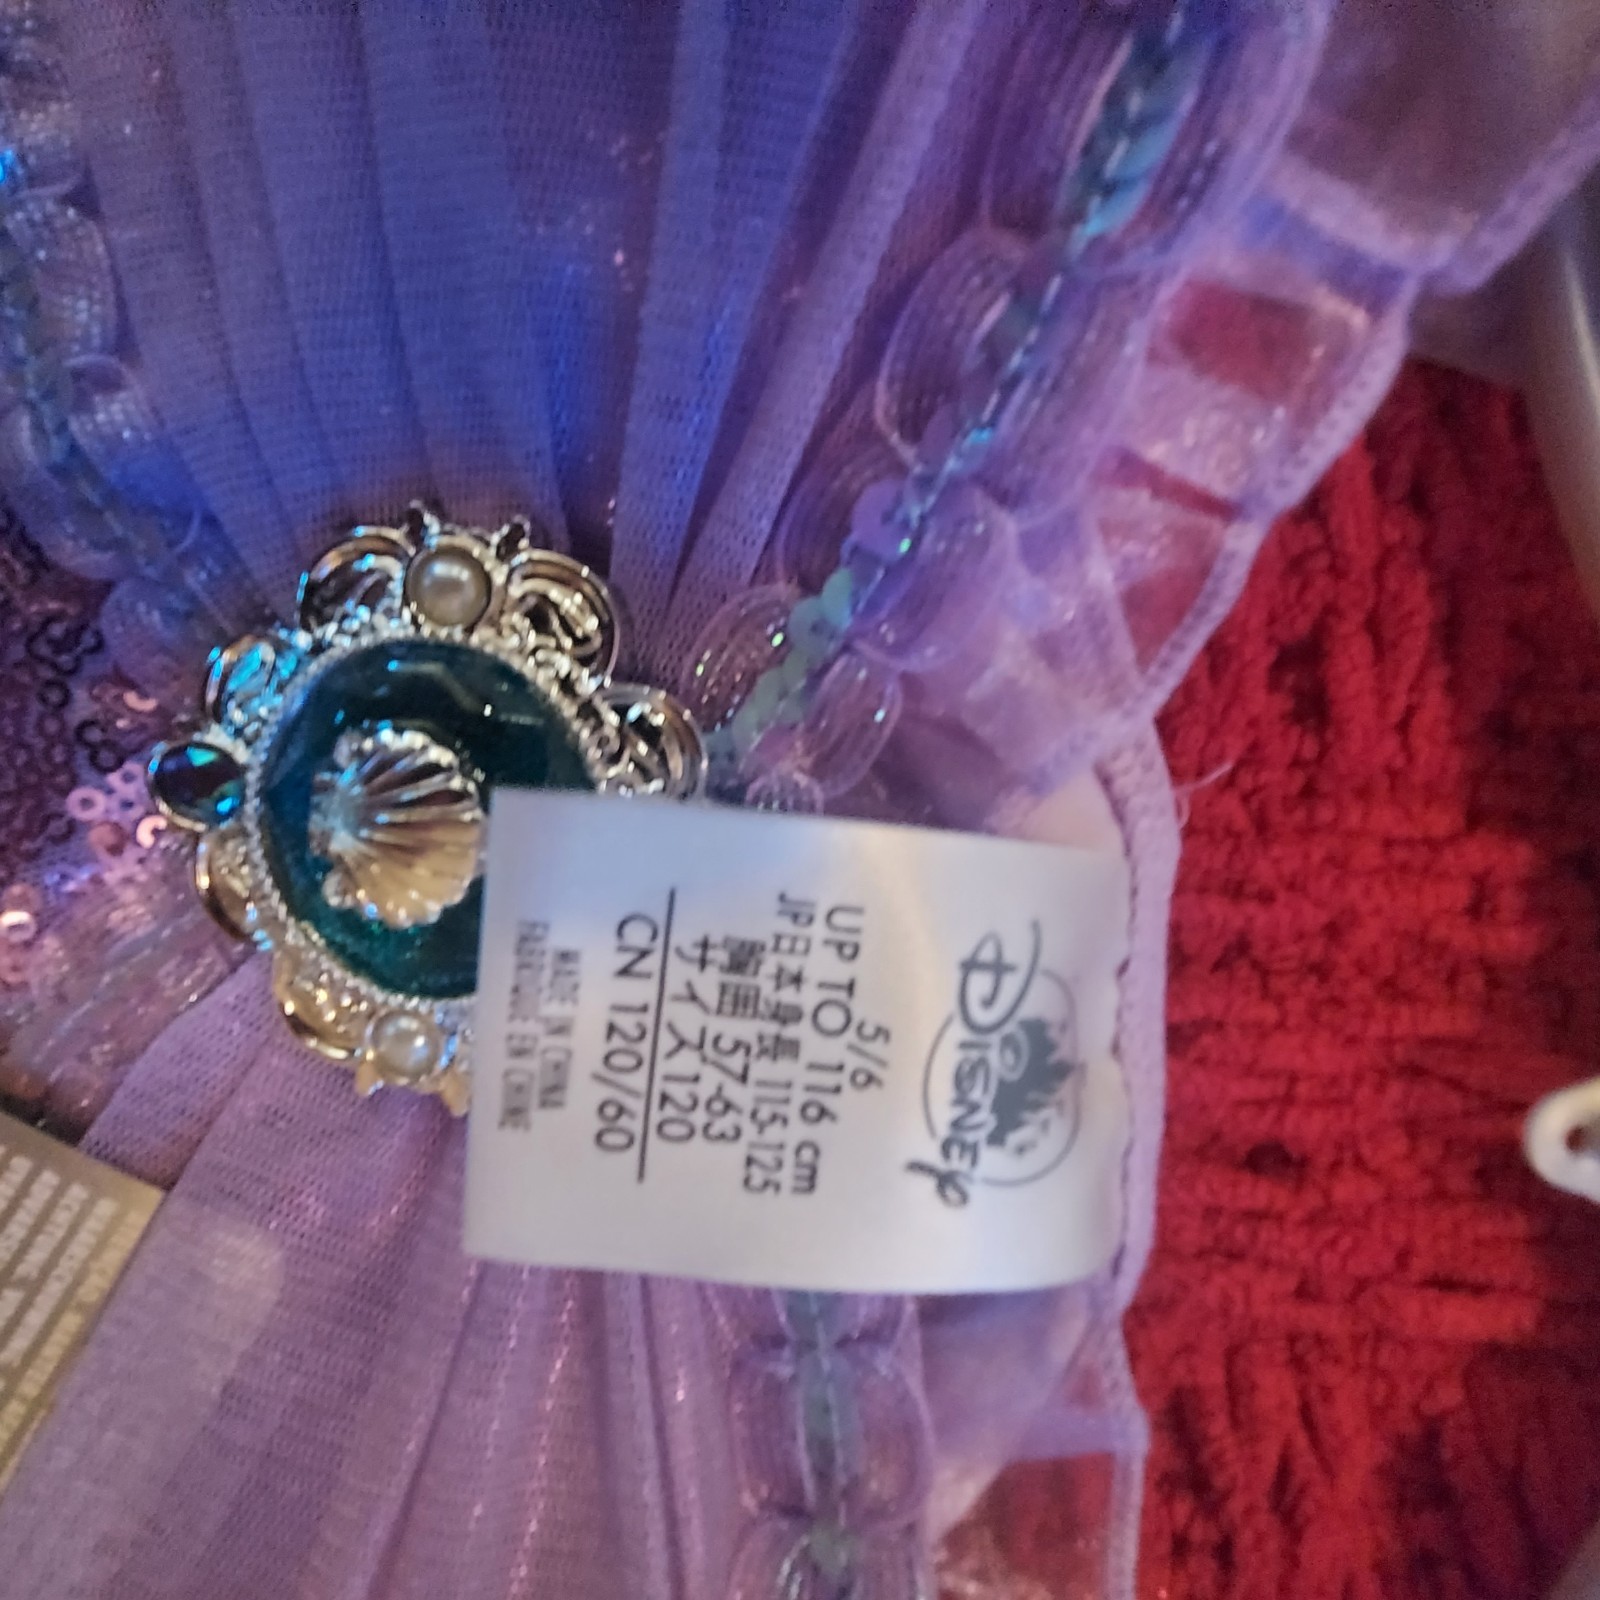 Disney
5/6
UP TO 116 cm
JP日本身長 115-125
胸囲 57-63
サイズ120
CN 120/60
MADE IN CHINA
FABRIQUE EN CHINE